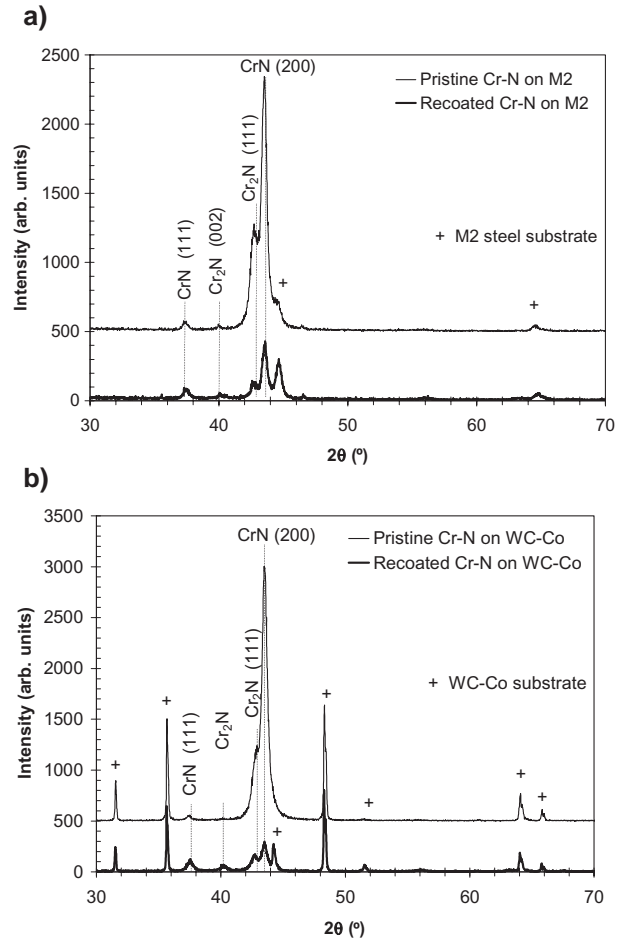 a)
2500
2000
1500
1000
500
0
Intensity (arb. units)
CrN (200)
Pristine Cr-N on M2
Recoated Cr-N on M2
CrN (111)
Cr₂N (002)
Cr₂N (111)
+
+ M2 steel substrate
+
30 40 50 60 70
2θ (º)
b)
3500
3000
2500
2000
1500
1000
500
0
Intensity (arb. units)
CrN (200)
Pristine Cr-N on WC-Co
Recoated Cr-N on WC-Co
+
+
CrN (111)
Cr₂N
Cr₂N (111)
+
+
+ WC-Co substrate
+
+
+
30 40 50 60 70
2θ (º)